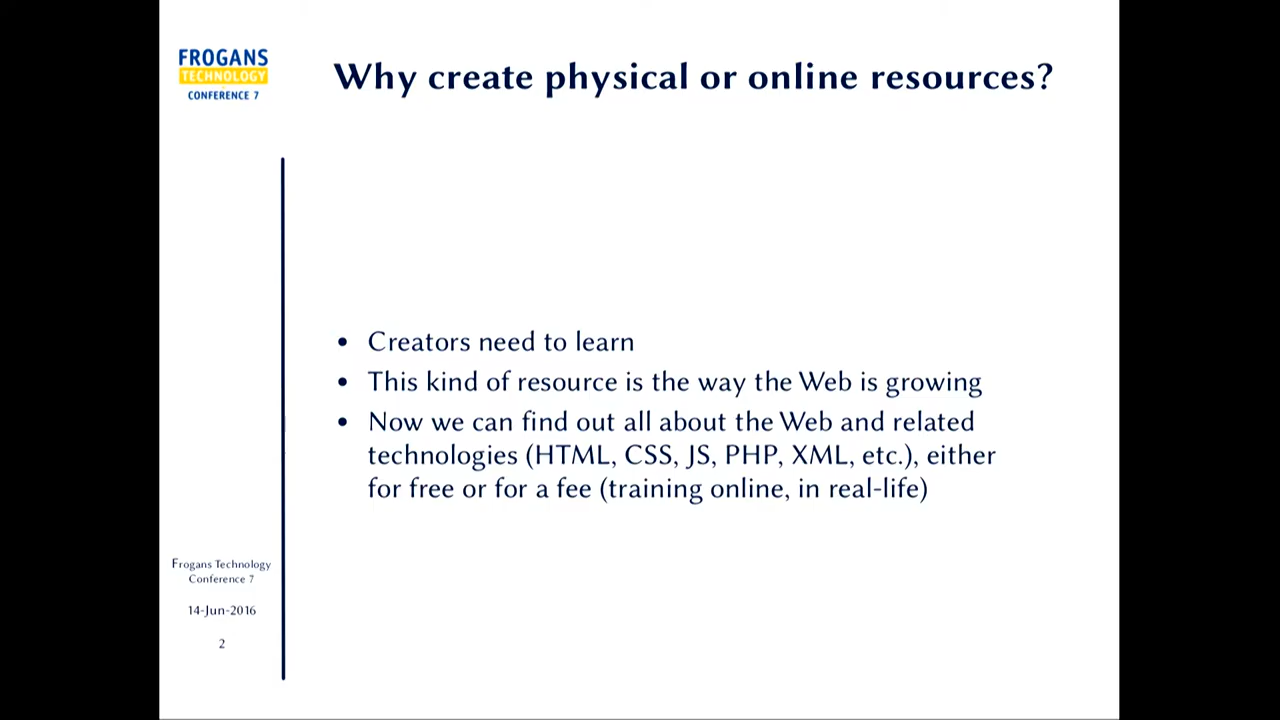 FROGANS
TECHNOLOGY
CONFERENCE 7
Why create physical or online resources?
• Creators need to learn
• This kind of resource is the way the Web is growing
• Now we can find out all about the Web and related
technologies (HTML, CSS, JS, PHP, XML, etc.), either
for free or for a fee (training online, in real-life)
Frogans Technology
Conference 7
14-Jun-2016
2